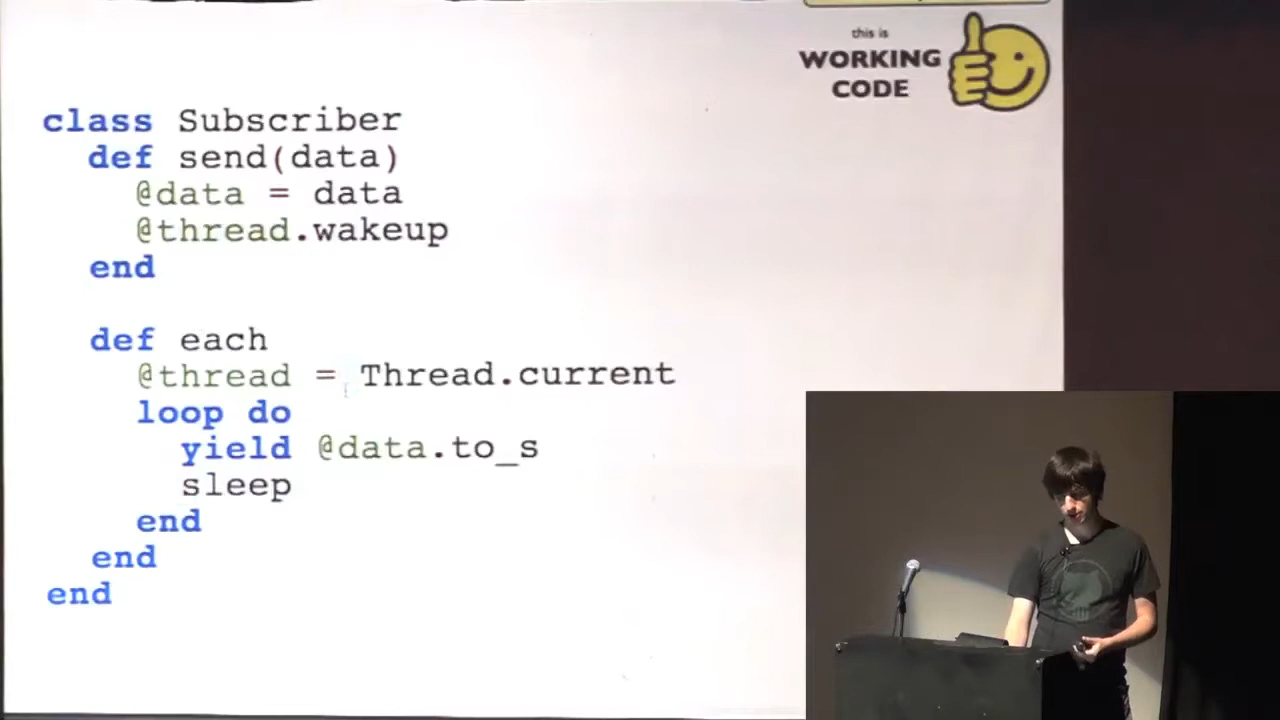 this is
WORKING
CODE
class Subscriber
  def send(data)
    @data = data
    @thread.wakeup
  end
  def each
    @thread = Thread.current
    loop do
      yield @data.to_s
      sleep
    end
  end
end